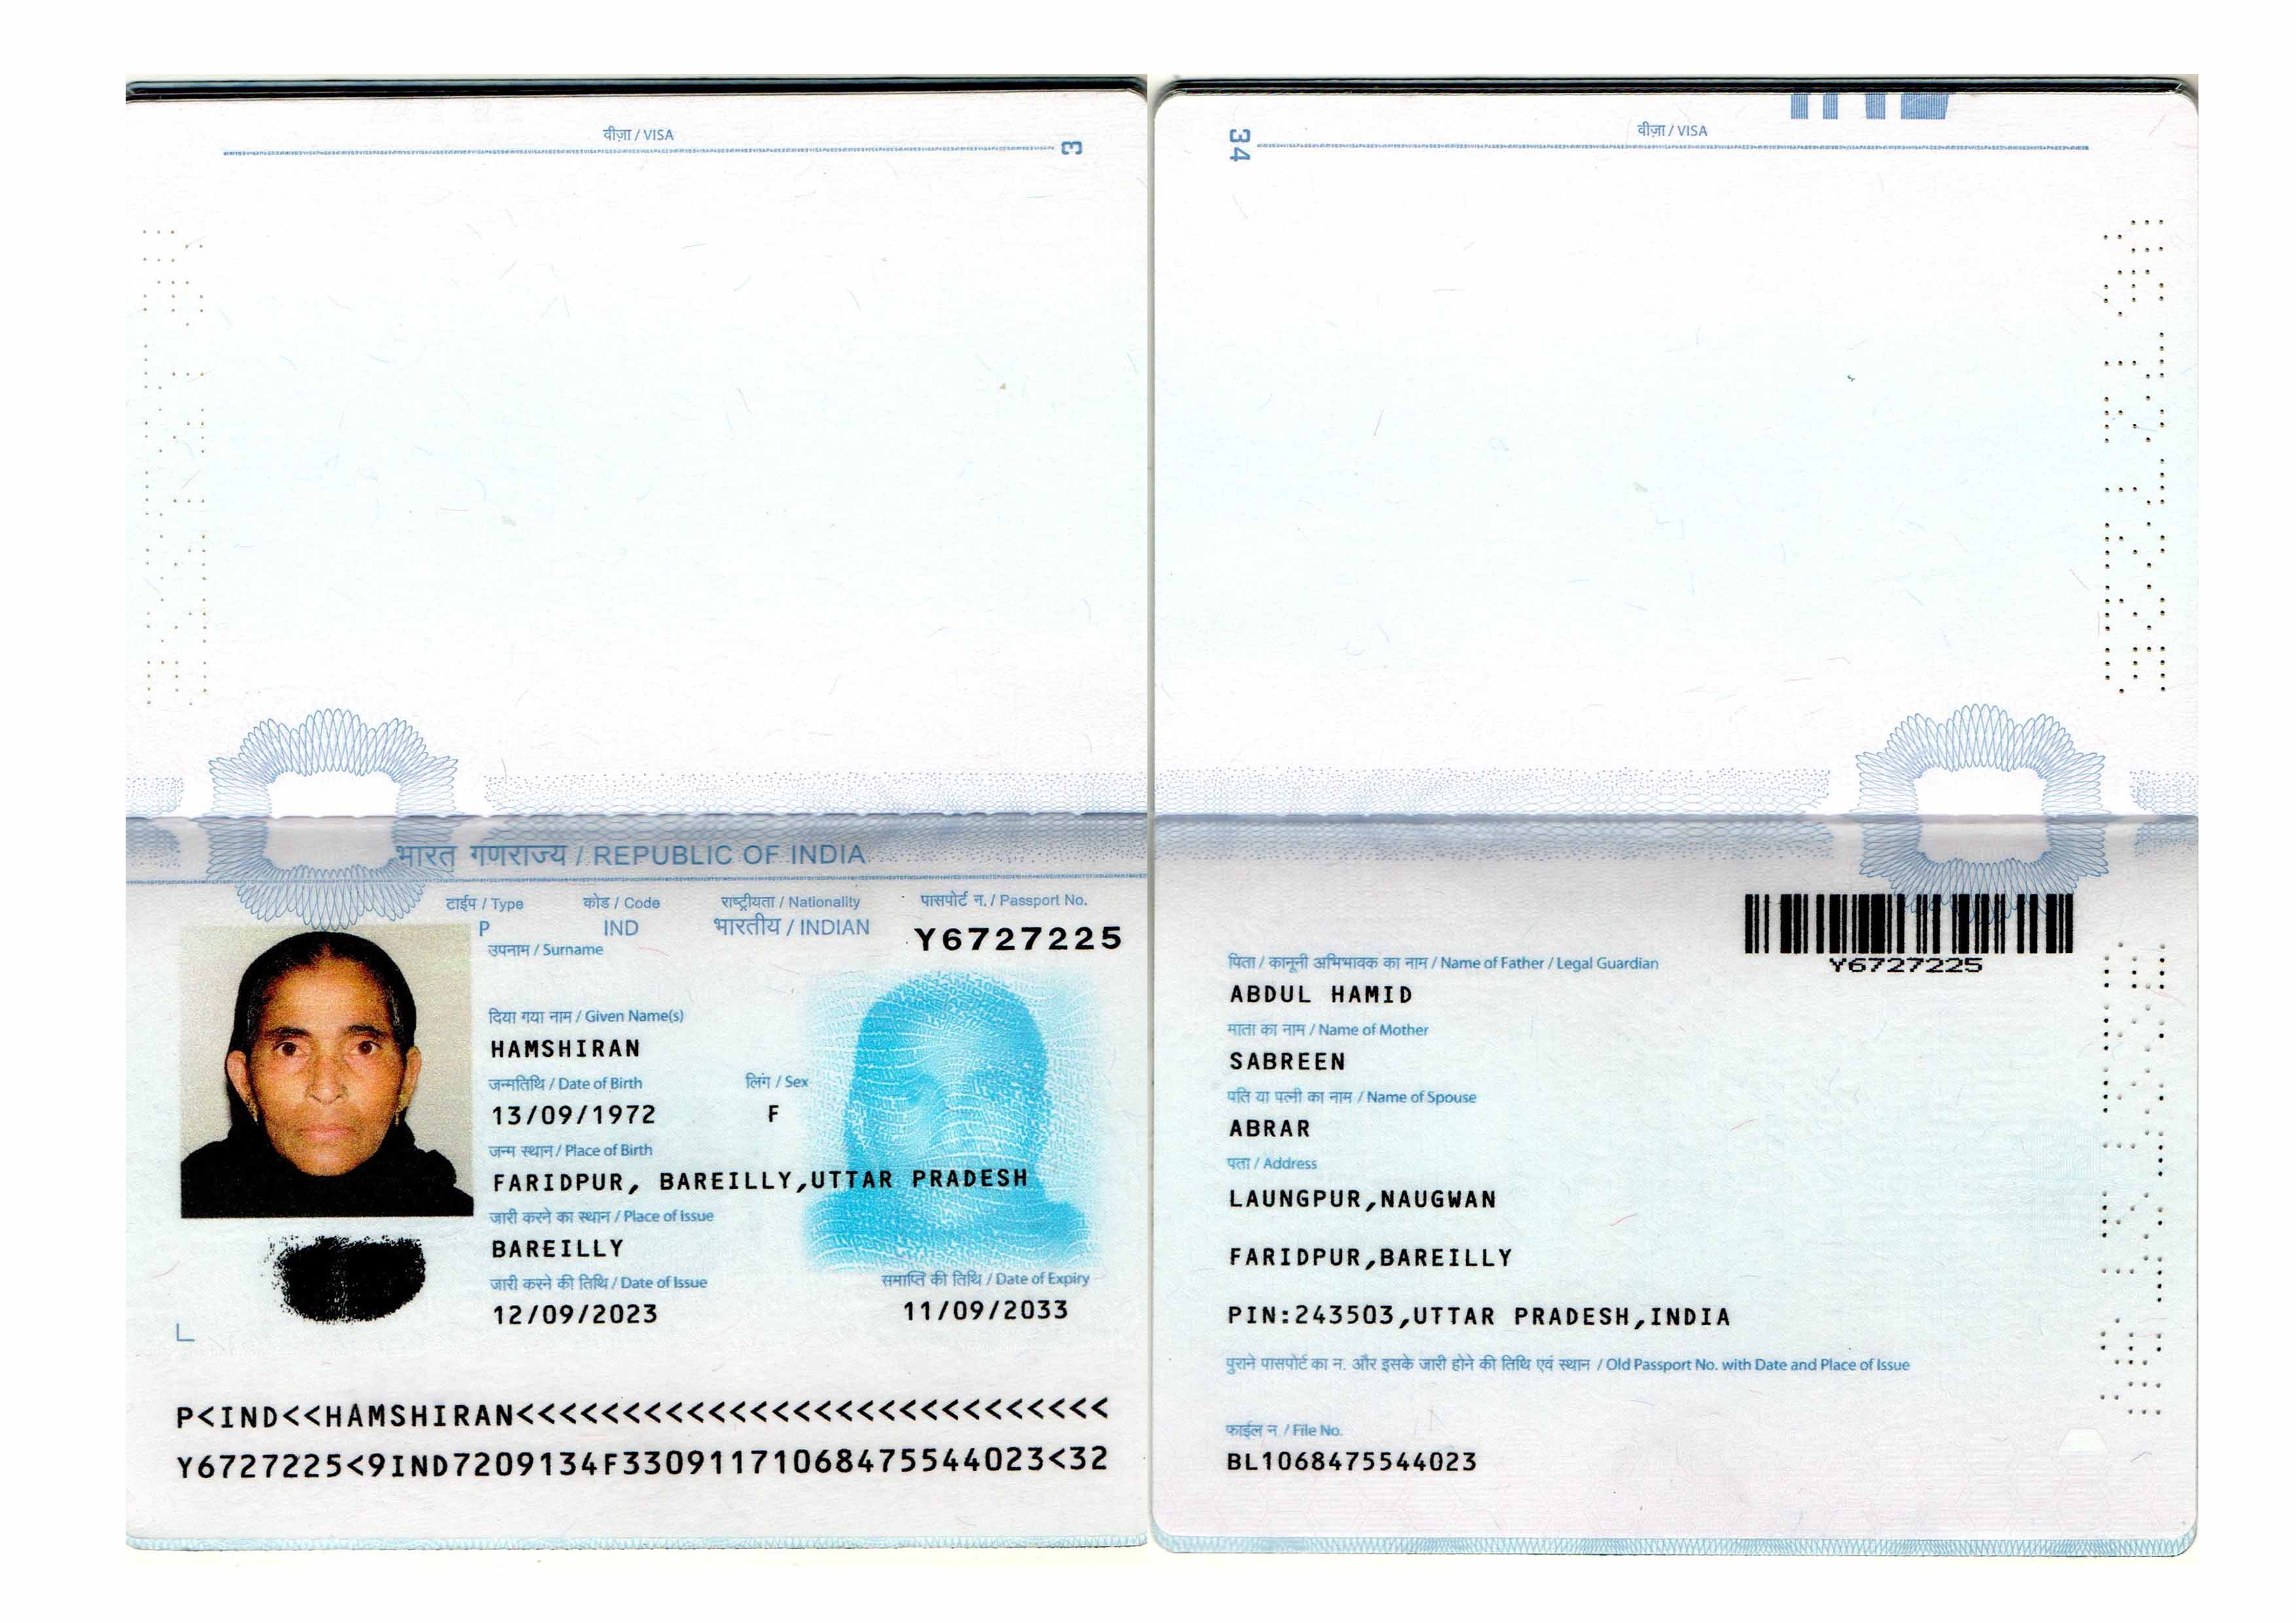 वीज़ा / VISA
3
भारत गणराज्य / REPUBLIC OF INDIA
टाईप / Type कोड / Code राष्ट्रीयता / Nationality पासपोर्ट न. / Passport No.
P IND भारतीय / INDIAN Y6727225
उपनाम / Surname
दिया गया नाम / Given Name(s)
HAMSHIRAN
जन्मतिथि / Date of Birth लिंग / Sex
13/09/1972 F
जन्म स्थान / Place of Birth
FARIDPUR, BAREILLY,UTTAR PRADESH
जारी करने का स्थान / Place of Issue
BAREILLY
जारी करने की तिथि / Date of Issue समाप्ति की तिथि / Date of Expiry
12/09/2023 11/09/2033
P<IND<<HAMSHIRAN<<<<<<<<<<<<<<<<<<<<<<<<<<<<
Y6727225<9IND7209134F33091171068475544023<32
34
वीज़ा / VISA
Y6727225
पिता / कानूनी अभिभावक का नाम / Name of Father / Legal Guardian
ABDUL HAMID
माता का नाम / Name of Mother
SABREEN
पति या पत्नी का नाम / Name of Spouse
ABRAR
पता / Address
LAUNGPUR,NAUGWAN
FARIDPUR,BAREILLY
PIN:243503,UTTAR PRADESH,INDIA
पुराने पासपोर्ट का न. और इसके जारी होने की तिथि एवं स्थान / Old Passport No. with Date and Place of Issue
फाईल न. / File No.
BL1068475544023